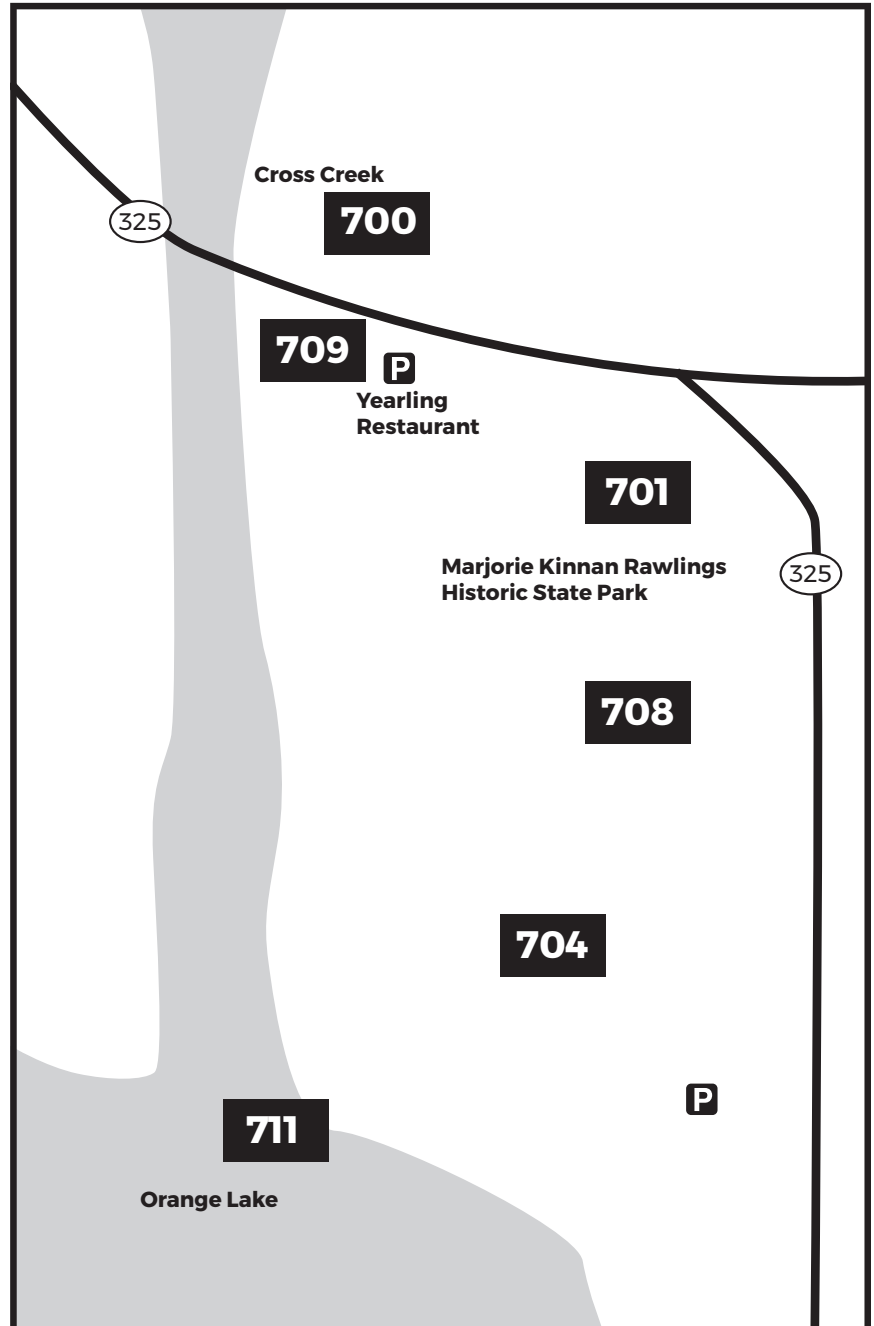 Cross Creek
700
325
709
P
Yearling
Restaurant
701
Marjorie Kinnan Rawlings
Historic State Park
325
708
704
P
711
Orange Lake